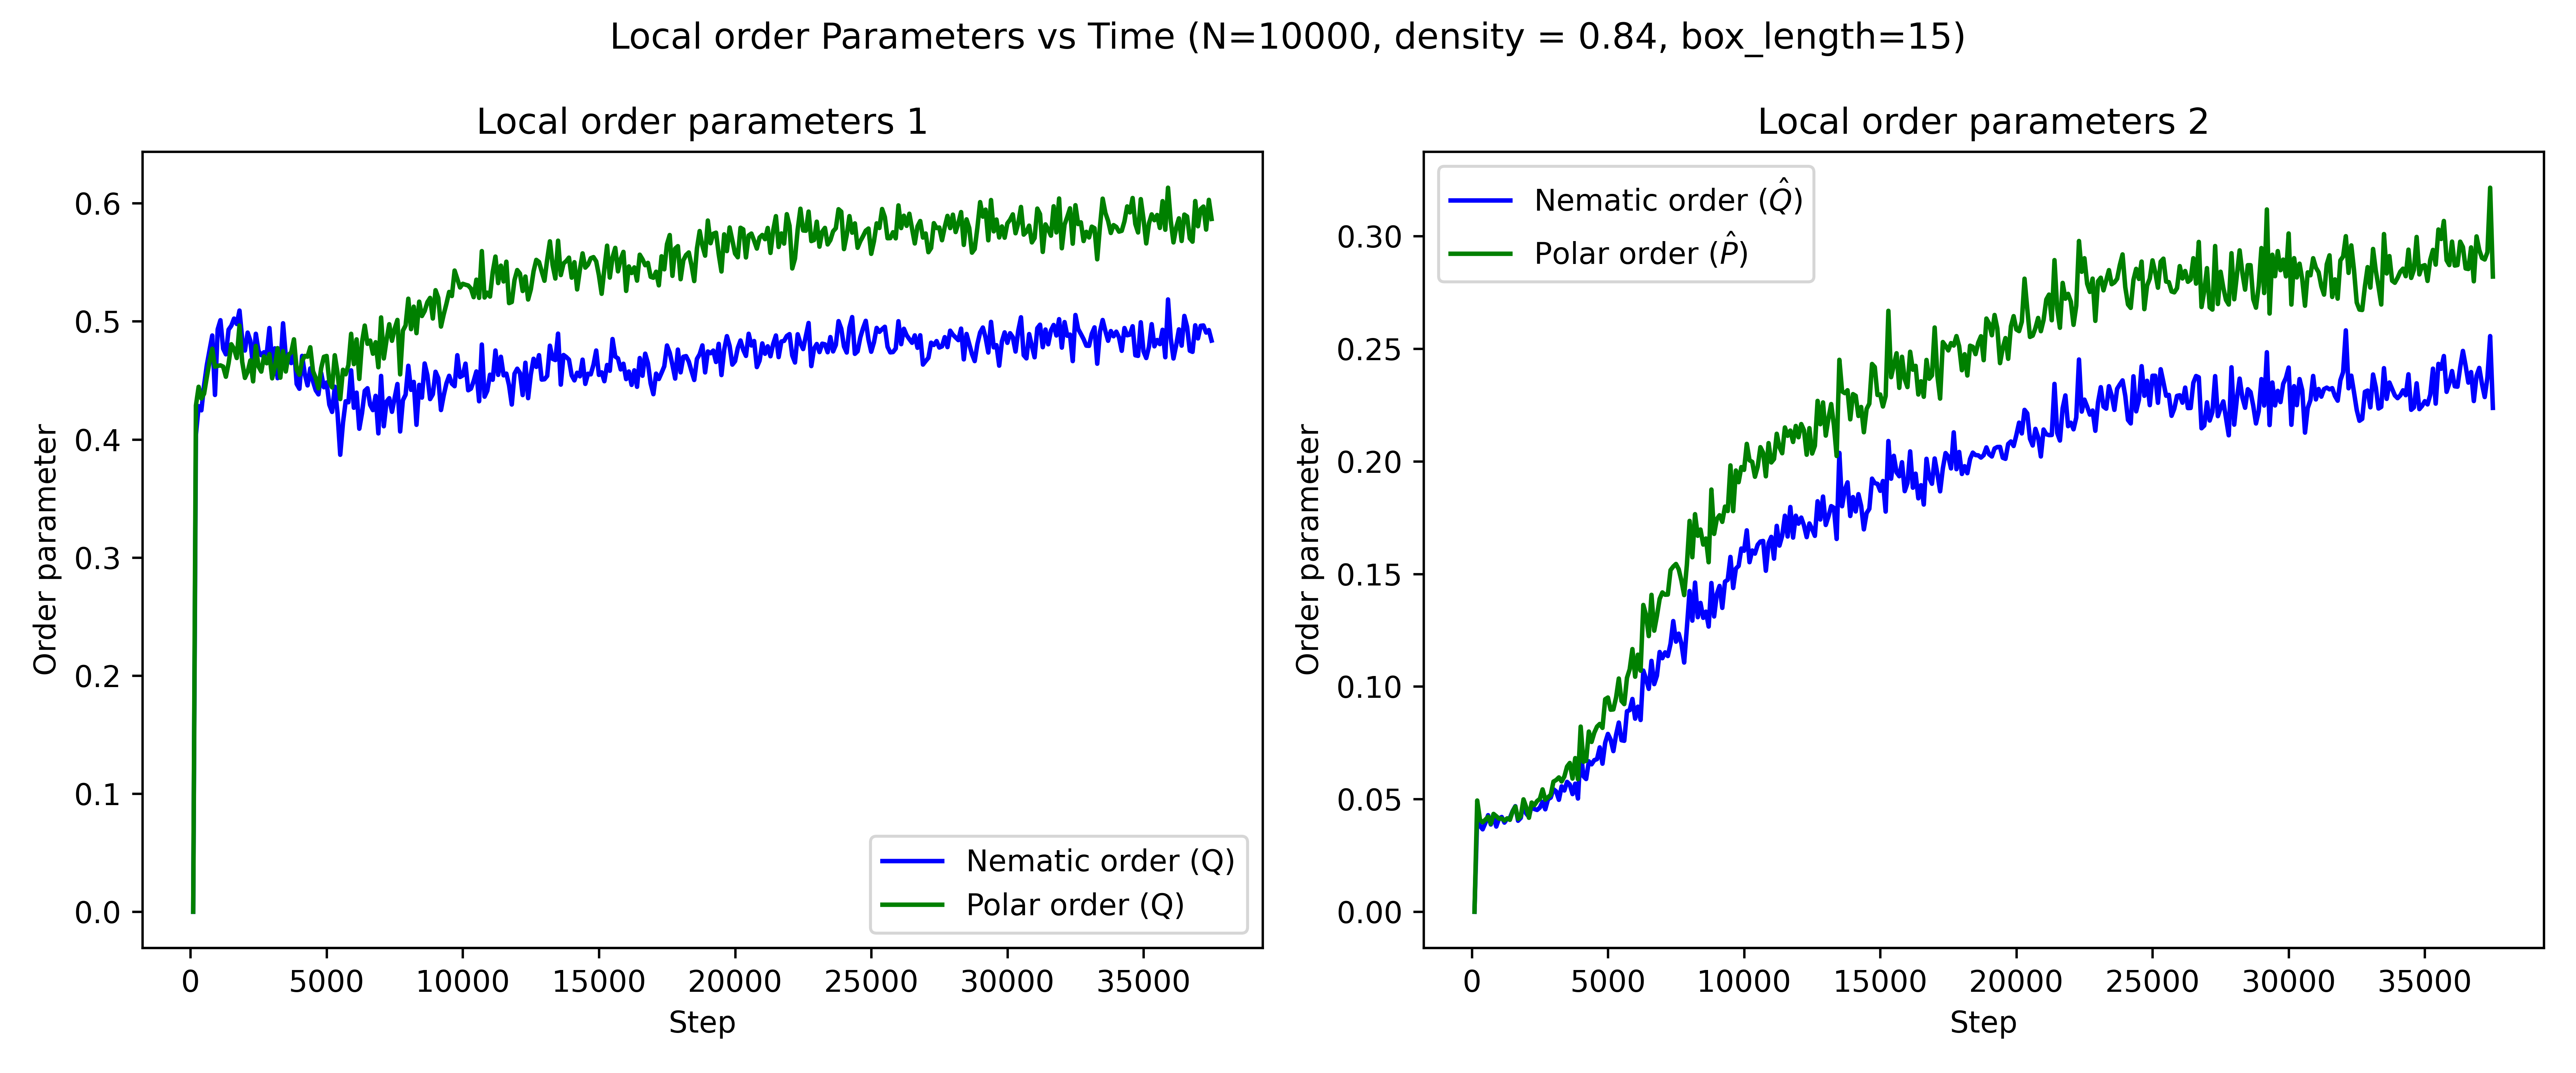 Local order Parameters vs Time (N=10000, density = 0.84, box_length=15)
Local order parameters 1
0.6
0.5
0.4
0.3
0.2
0.1
0.0
Order parameter
Nematic order (Q)
Polar order (Q)
0
5000
10000
15000
20000
25000
30000
35000
Step
Local order parameters 2
Nematic order (Q̂)
Polar order (P̂)
0.30
0.25
0.20
0.15
0.10
0.05
0.00
Order parameter
0
5000
10000
15000
20000
25000
30000
35000
Step